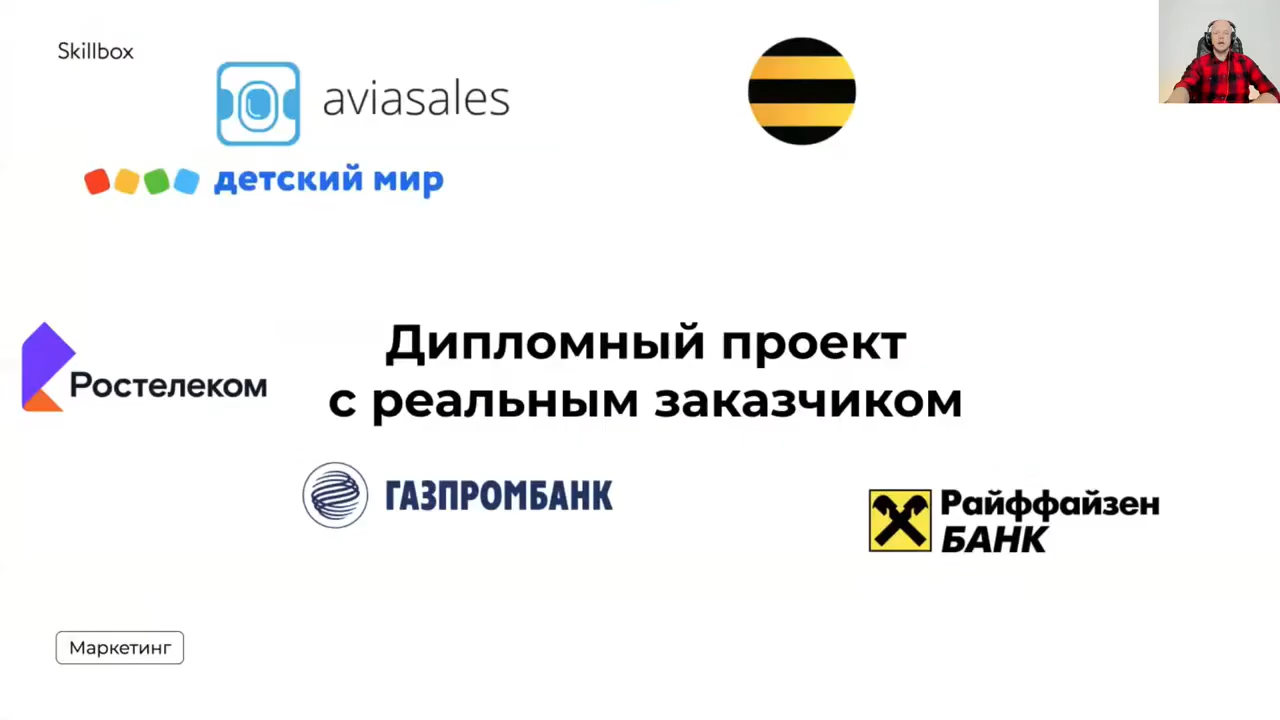 Skillbox
aviasales
детский мир
Ростелеком
Дипломный проект
с реальным заказчиком
ГАЗПРОМБАНК
Райффайзен
БАНК
Маркетинг